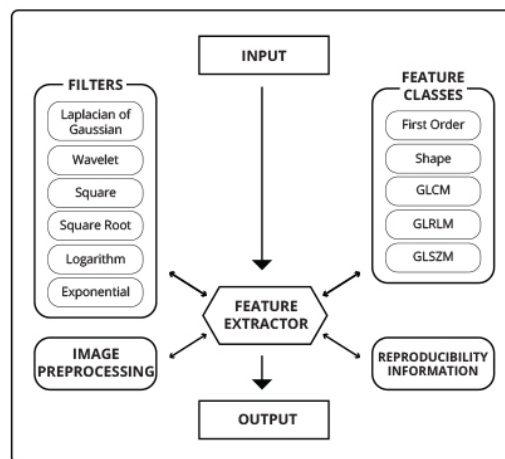 INPUT
FILTERS
Laplacian of
Gaussian
Wavelet
Square
Square Root
Logarithm
Exponential
FEATURE
CLASSES
First Order
Shape
GLCM
GLRLM
GLSZM
FEATURE
EXTRACTOR
IMAGE
PREPROCESSING
REPRODUCIBILITY
INFORMATION
OUTPUT